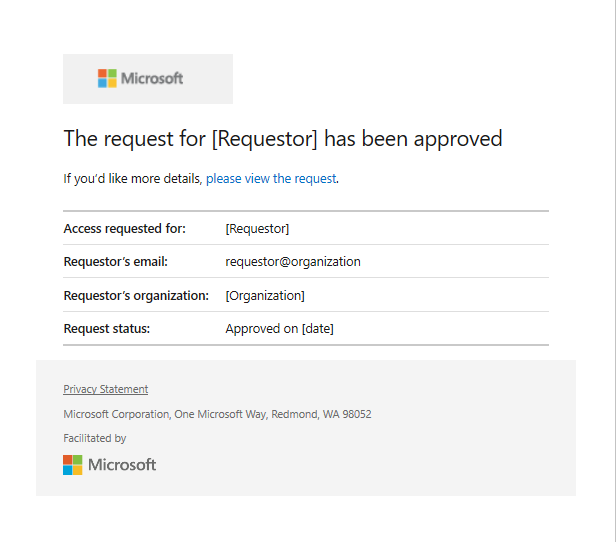 Microsoft
The request for [Requestor] has been approved
If you'd like more details, please view the request.
Access requested for: [Requestor]
Requestor's email: requestor@organization
Requestor's organization: [Organization]
Request status: Approved on [date]
Privacy Statement
Microsoft Corporation, One Microsoft Way, Redmond, WA 98052
Facilitated by
Microsoft